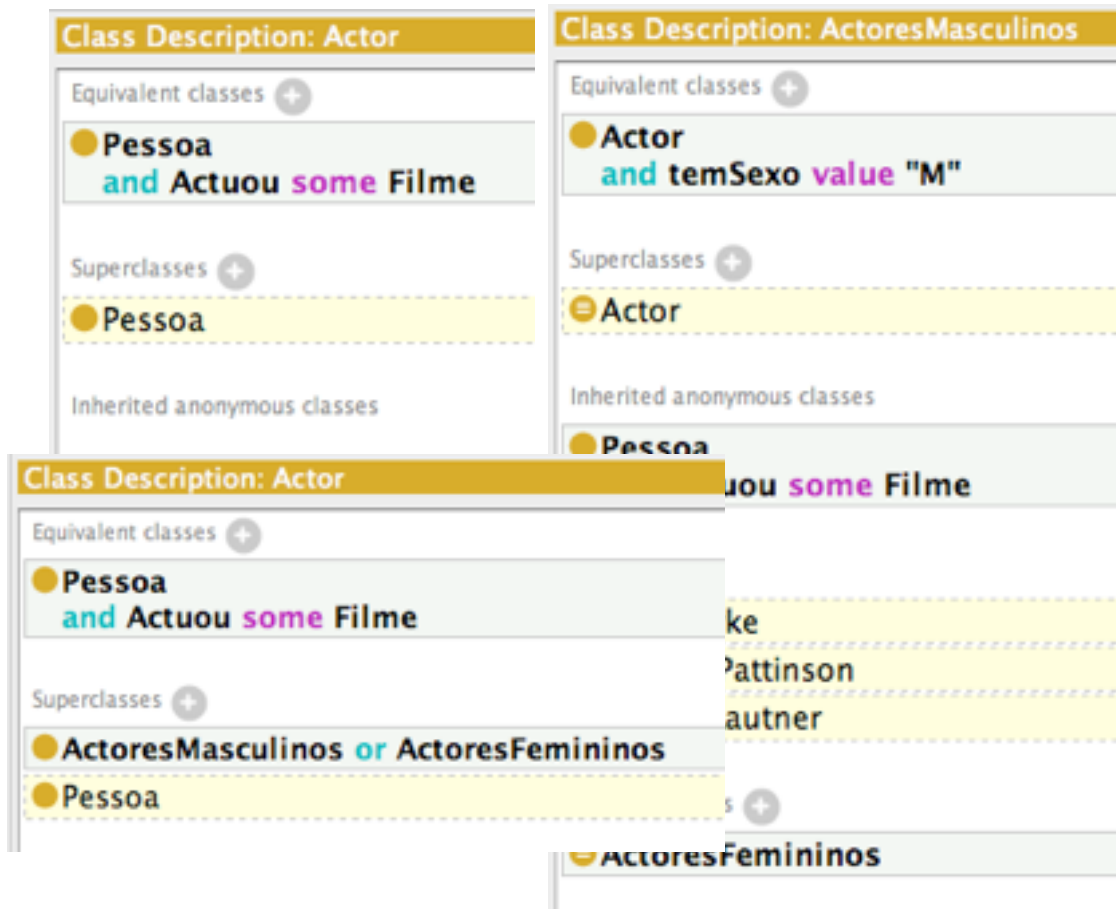 Class Description: Actor
Equivalent classes
Pessoa
and Actuou some Filme
Superclasses
Pessoa
Inherited anonymous classes
Class Description: ActoresMasculinos
Equivalent classes
Actor
and temSexo value "M"
Superclasses
Actor
Inherited anonymous classes
Pessoa
uou some Filme
ke
Pattinson
autner
s
ActoresFemininos
Class Description: Actor
Equivalent classes
Pessoa
and Actuou some Filme
Superclasses
ActoresMasculinos or ActoresFemininos
Pessoa